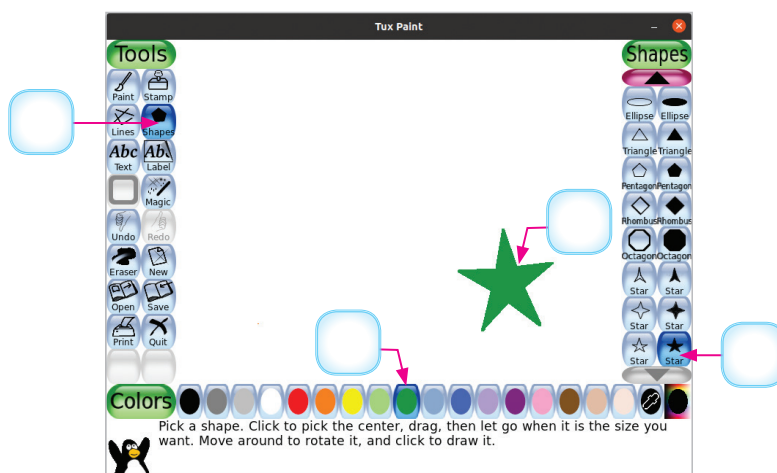 Tux Paint
Tools
Shapes
Paint Stamp
Lines Shapes
Abc Abc
Text Label
Magic
Undo Redo
Eraser New
Open Save
Print Quit
Ellipse Ellipse
Triangle Triangle
Pentagon Pentagon
Rhombus Rhombus
Octagon Octagon
Star Star
Star Star
Star Star
Colors
Pick a shape. Click to pick the center, drag, then let go when it is the size you
want. Move around to rotate it, and click to draw it.